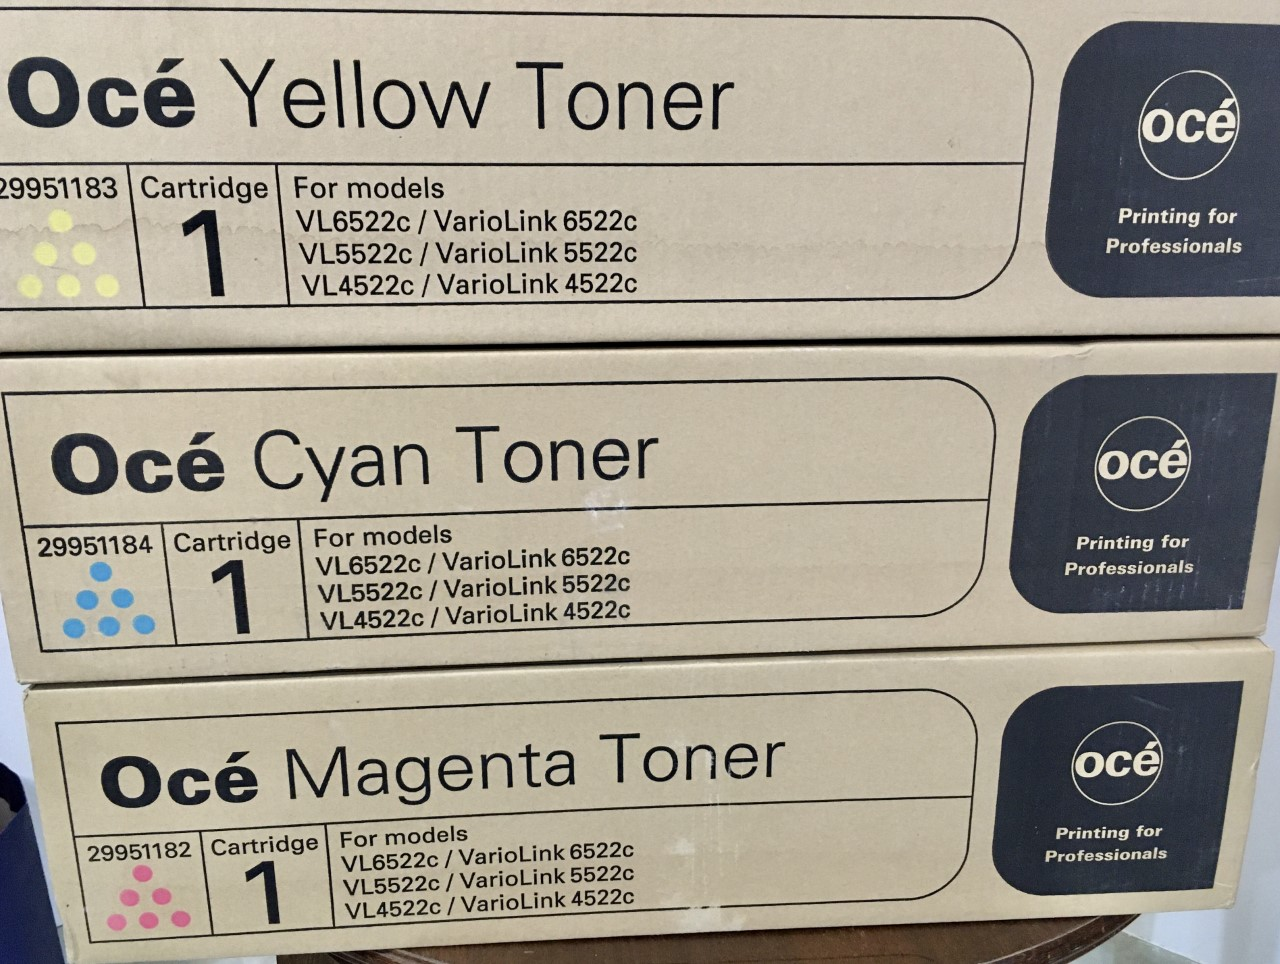 Océ Yellow Toner
29951183
Cartridge
1
For models
VL6522c / VarioLink 6522c
VL5522c / VarioLink 5522c
VL4522c / VarioLink 4522c
océ
Printing for
Professionals
Océ Cyan Toner
29951184
Cartridge
1
For models
VL6522c / VarioLink 6522c
VL5522c / VarioLink 5522c
VL4522c / VarioLink 4522c
océ
Printing for
Professionals
Océ Magenta Toner
29951182
Cartridge
1
For models
VL6522c / VarioLink 6522c
VL5522c / VarioLink 5522c
VL4522c / VarioLink 4522c
océ
Printing for
Professionals